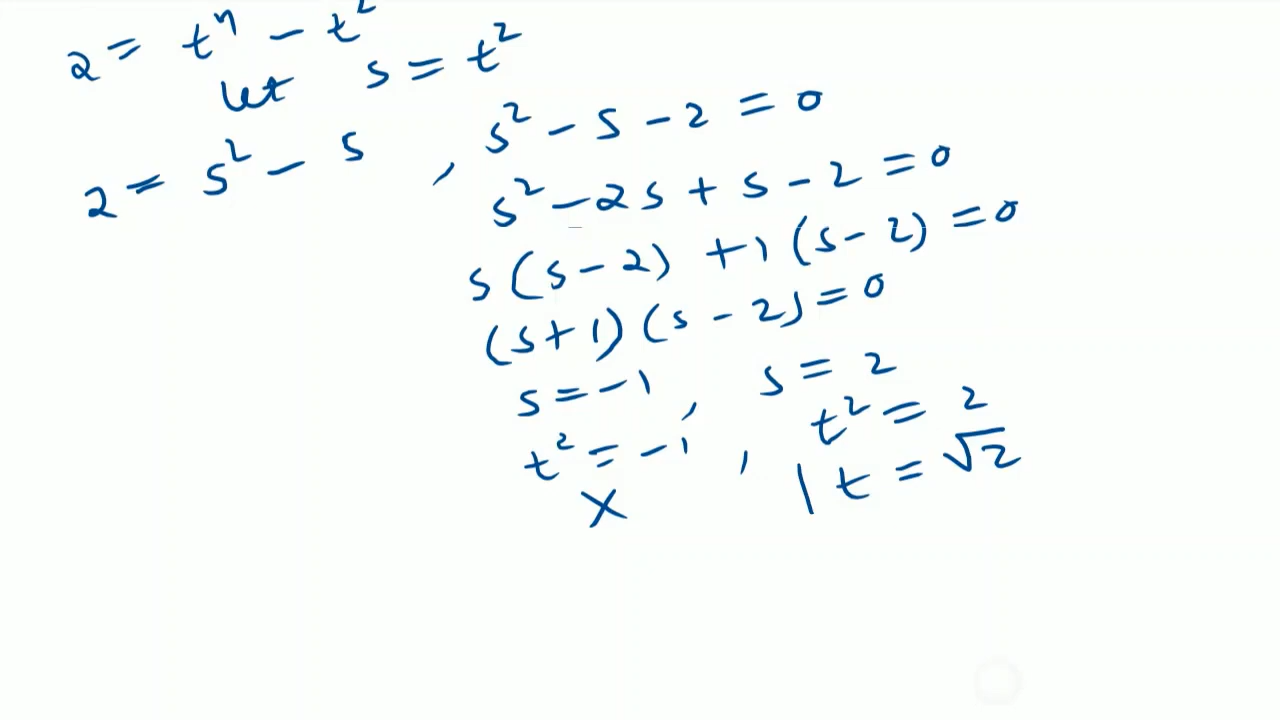 2 = t⁴ - t²
let s = t²
2 = s² - s , s² - s - 2 = 0
s² - 2s + s - 2 = 0
s(s - 2) + 1(s - 2) = 0
(s + 1)(s - 2) = 0
s = -1 , s = 2
t² = -1 , t² = 2
X | t = √2